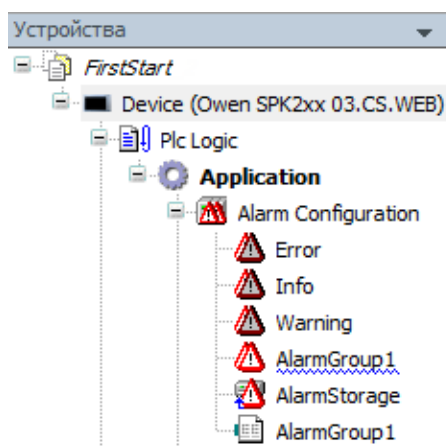 Устройства
FirstStart
Device (Owen SPK2xx 03.CS.WEB)
Plc Logic
Application
Alarm Configuration
Error
Info
Warning
AlarmGroup1
AlarmStorage
AlarmGroup1